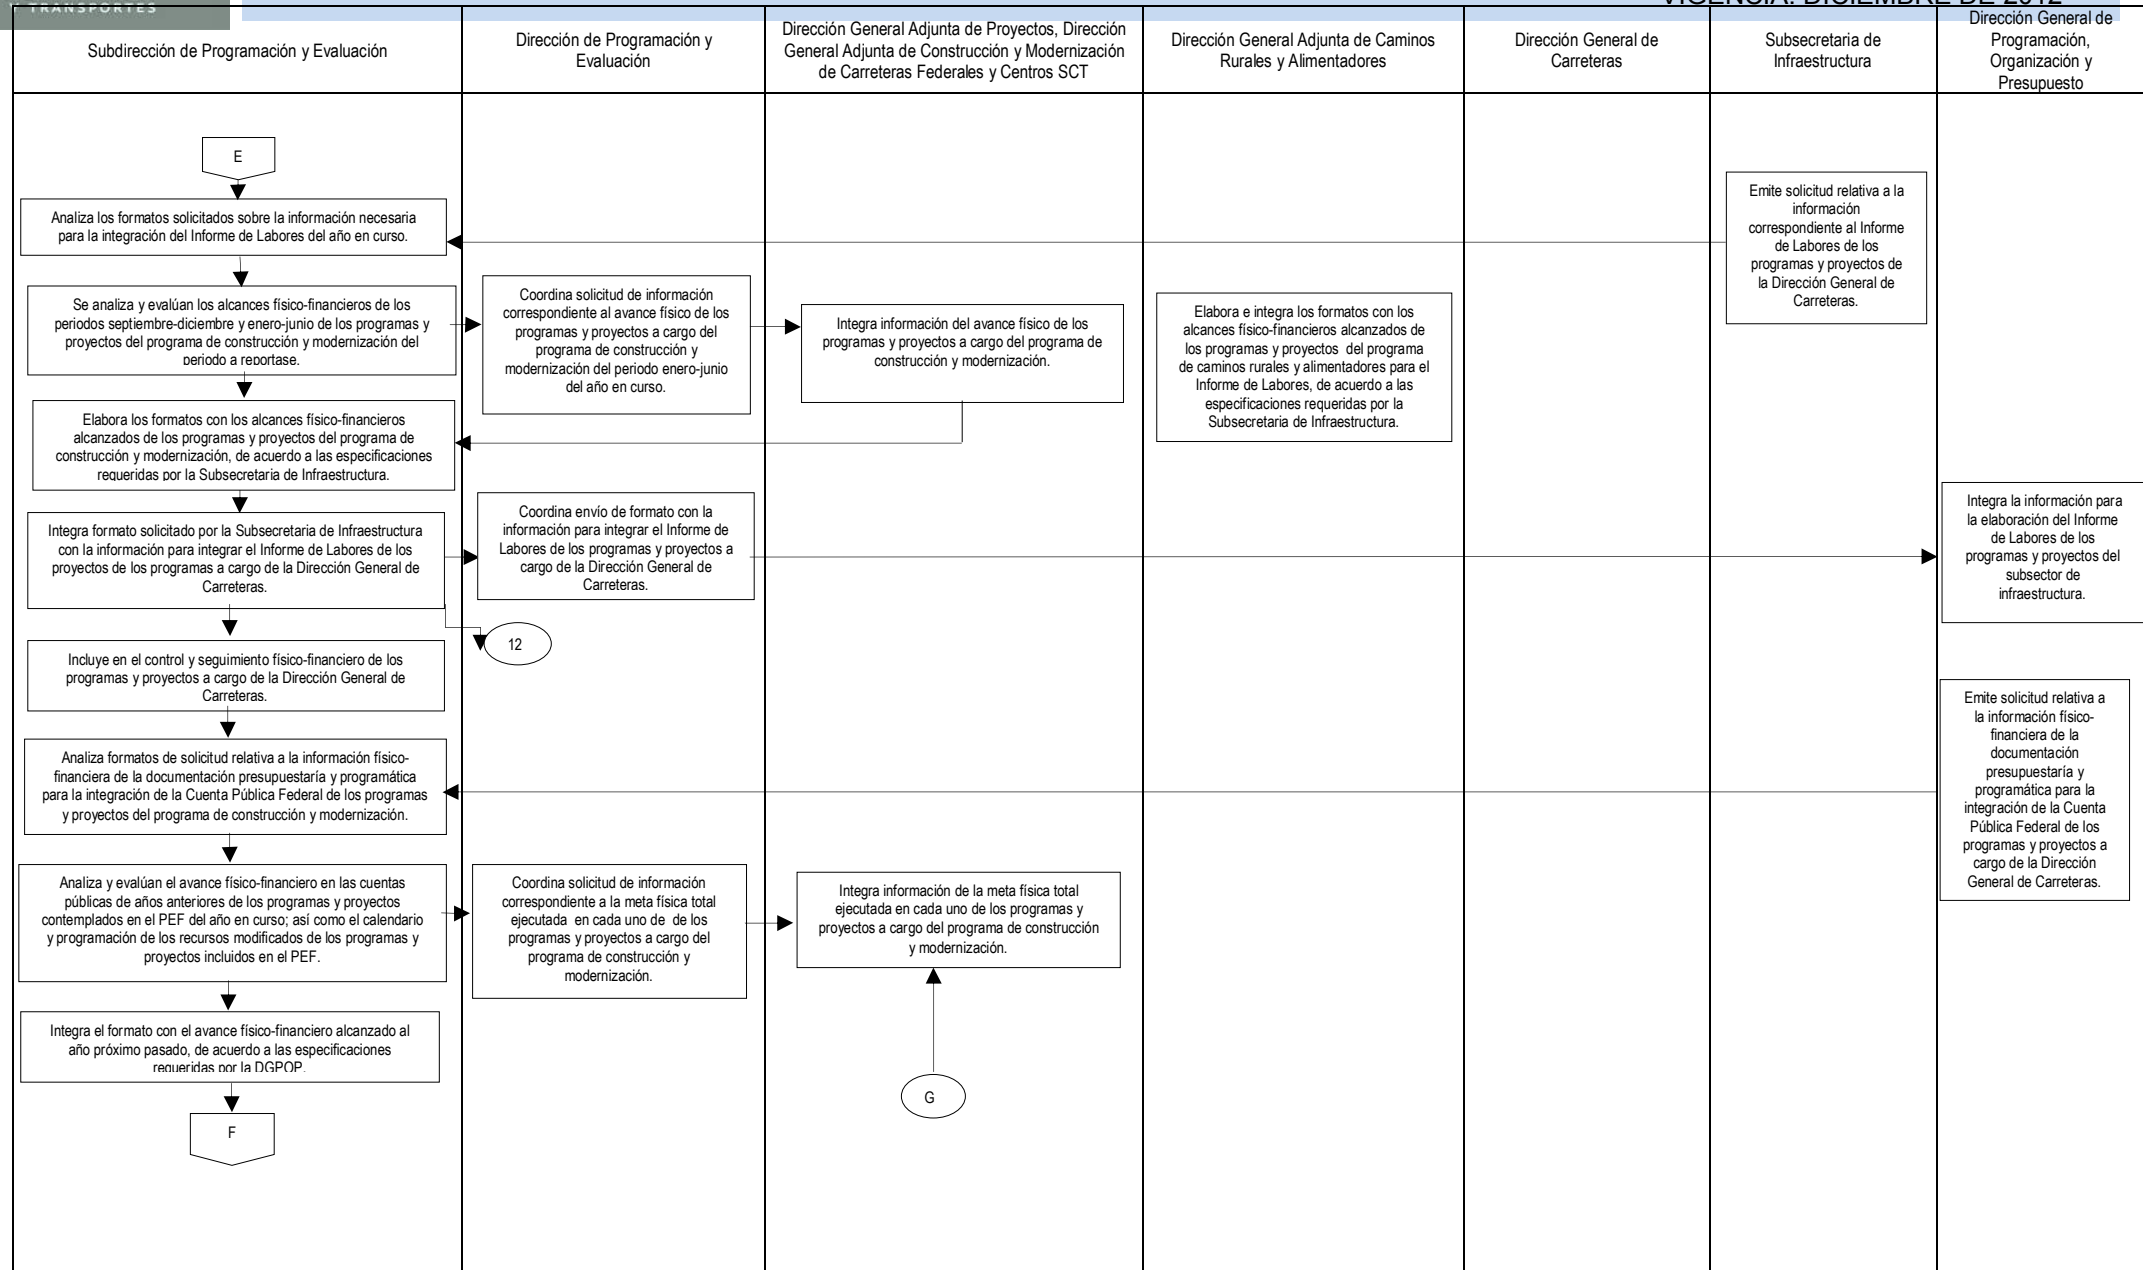 Y TRANSPORTES
VIGENCIA: DICIEMBRE DE 2012
Subdirección de Programación y Evaluación
Dirección de Programación y
Evaluación
Dirección General Adjunta de Proyectos, Dirección
General Adjunta de Construcción y Modernización
de Carreteras Federales y Centros SCT
Dirección General Adjunta de Caminos
Rurales y Alimentadores
Dirección General de
Carreteras
Subsecretaria de
Infraestructura
Dirección General de
Programación,
Organización y
Presupuesto
E
Analiza los formatos solicitados sobre la información necesaria
para la integración del Informe de Labores del año en curso.
Emite solicitud relativa a la
información
correspondiente al Informe
de Labores de los
programas y proyectos de
la Dirección General de
Carreteras.
Se analiza y evalúan los alcances físico-financieros de los
periodos septiembre-diciembre y enero-junio de los programas y
proyectos del programa de construcción y modernización del
periodo a reportase.
Coordina solicitud de información
correspondiente al avance físico de los
programas y proyectos a cargo del
programa de construcción y
modernización del periodo enero-junio
del año en curso.
Integra información del avance físico de los
programas y proyectos a cargo del programa de
construcción y modernización.
Elabora e integra los formatos con los
alcances físico-financieros alcanzados de
los programas y proyectos del programa
de caminos rurales y alimentadores para el
Informe de Labores, de acuerdo a las
especificaciones requeridas por la
Subsecretaria de Infraestructura.
Elabora los formatos con los alcances físico-financieros
alcanzados de los programas y proyectos del programa de
construcción y modernización, de acuerdo a las especificaciones
requeridas por la Subsecretaria de Infraestructura.
Integra formato solicitado por la Subsecretaria de Infraestructura
con la información para integrar el Informe de Labores de los
proyectos de los programas a cargo de la Dirección General de
Carreteras.
Coordina envío de formato con la
información para integrar el Informe de
Labores de los programas y proyectos a
cargo de la Dirección General de
Carreteras.
Integra la información para
la elaboración del Informe
de Labores de los
programas y proyectos del
subsector de
infraestructura.
12
Incluye en el control y seguimiento físico-financiero de los
programas y proyectos a cargo de la Dirección General de
Carreteras.
Analiza formatos de solicitud relativa a la información físico-
financiera de la documentación presupuestaría y programática
para la integración de la Cuenta Pública Federal de los programas
y proyectos del programa de construcción y modernización.
Emite solicitud relativa a
la información físico-
financiera de la
documentación
presupuestaría y
programática para la
integración de la Cuenta
Pública Federal de los
programas y proyectos a
cargo de la Dirección
General de Carreteras.
Analiza y evalúan el avance físico-financiero en las cuentas
públicas de años anteriores de los programas y proyectos
contemplados en el PEF del año en curso; así como el calendario
y programación de los recursos modificados de los programas y
proyectos incluidos en el PEF.
Coordina solicitud de información
correspondiente a la meta física total
ejecutada en cada uno de de los
programas y proyectos a cargo del
programa de construcción y
modernización.
Integra información de la meta física total
ejecutada en cada uno de los programas y
proyectos a cargo del programa de construcción
y modernización.
Integra el formato con el avance físico-financiero alcanzado al
año próximo pasado, de acuerdo a las especificaciones
requeridas por la DGPOP.
G
F